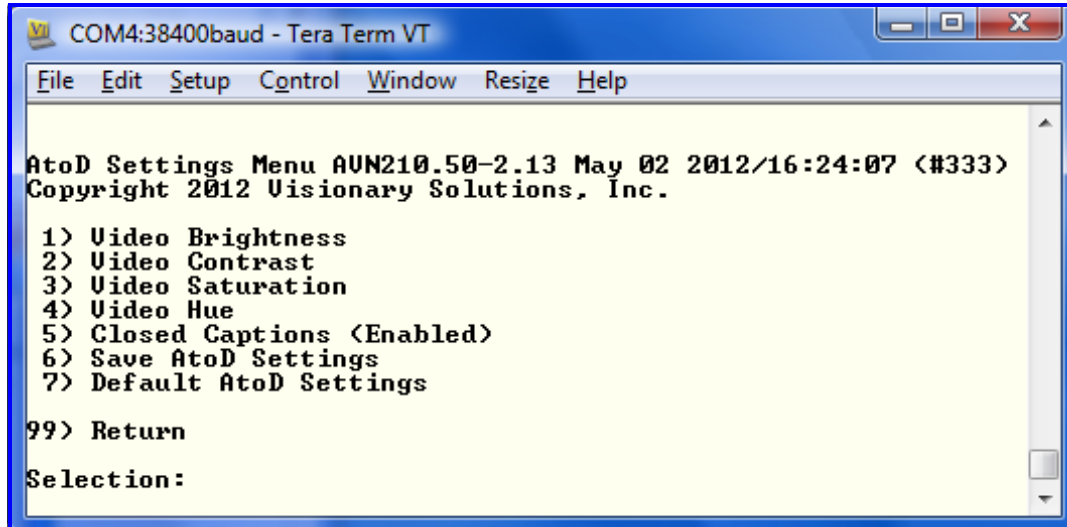 COM4:38400baud - Tera Term VT
File Edit Setup Control Window Resize Help
AtoD Settings Menu AVN210.50-2.13 May 02 2012/16:24:07 (#333)
Copyright 2012 Visionary Solutions, Inc.
1) Video Brightness
2) Video Contrast
3) Video Saturation
4) Video Hue
5) Closed Captions (Enabled)
6) Save AtoD Settings
7) Default AtoD Settings
99) Return
Selection: